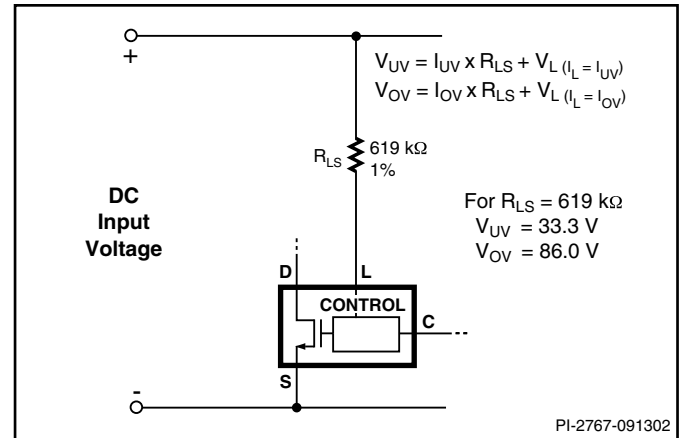 +
V_UV = I_UV x R_LS + V_L (I_L = I_UV)
V_OV = I_OV x R_LS + V_L (I_L = I_OV)
R_LS
619 kΩ
1%
DC
Input
Voltage
For R_LS = 619 kΩ
V_UV = 33.3 V
V_OV = 86.0 V
D
L
CONTROL
C
S
-
PI-2767-091302